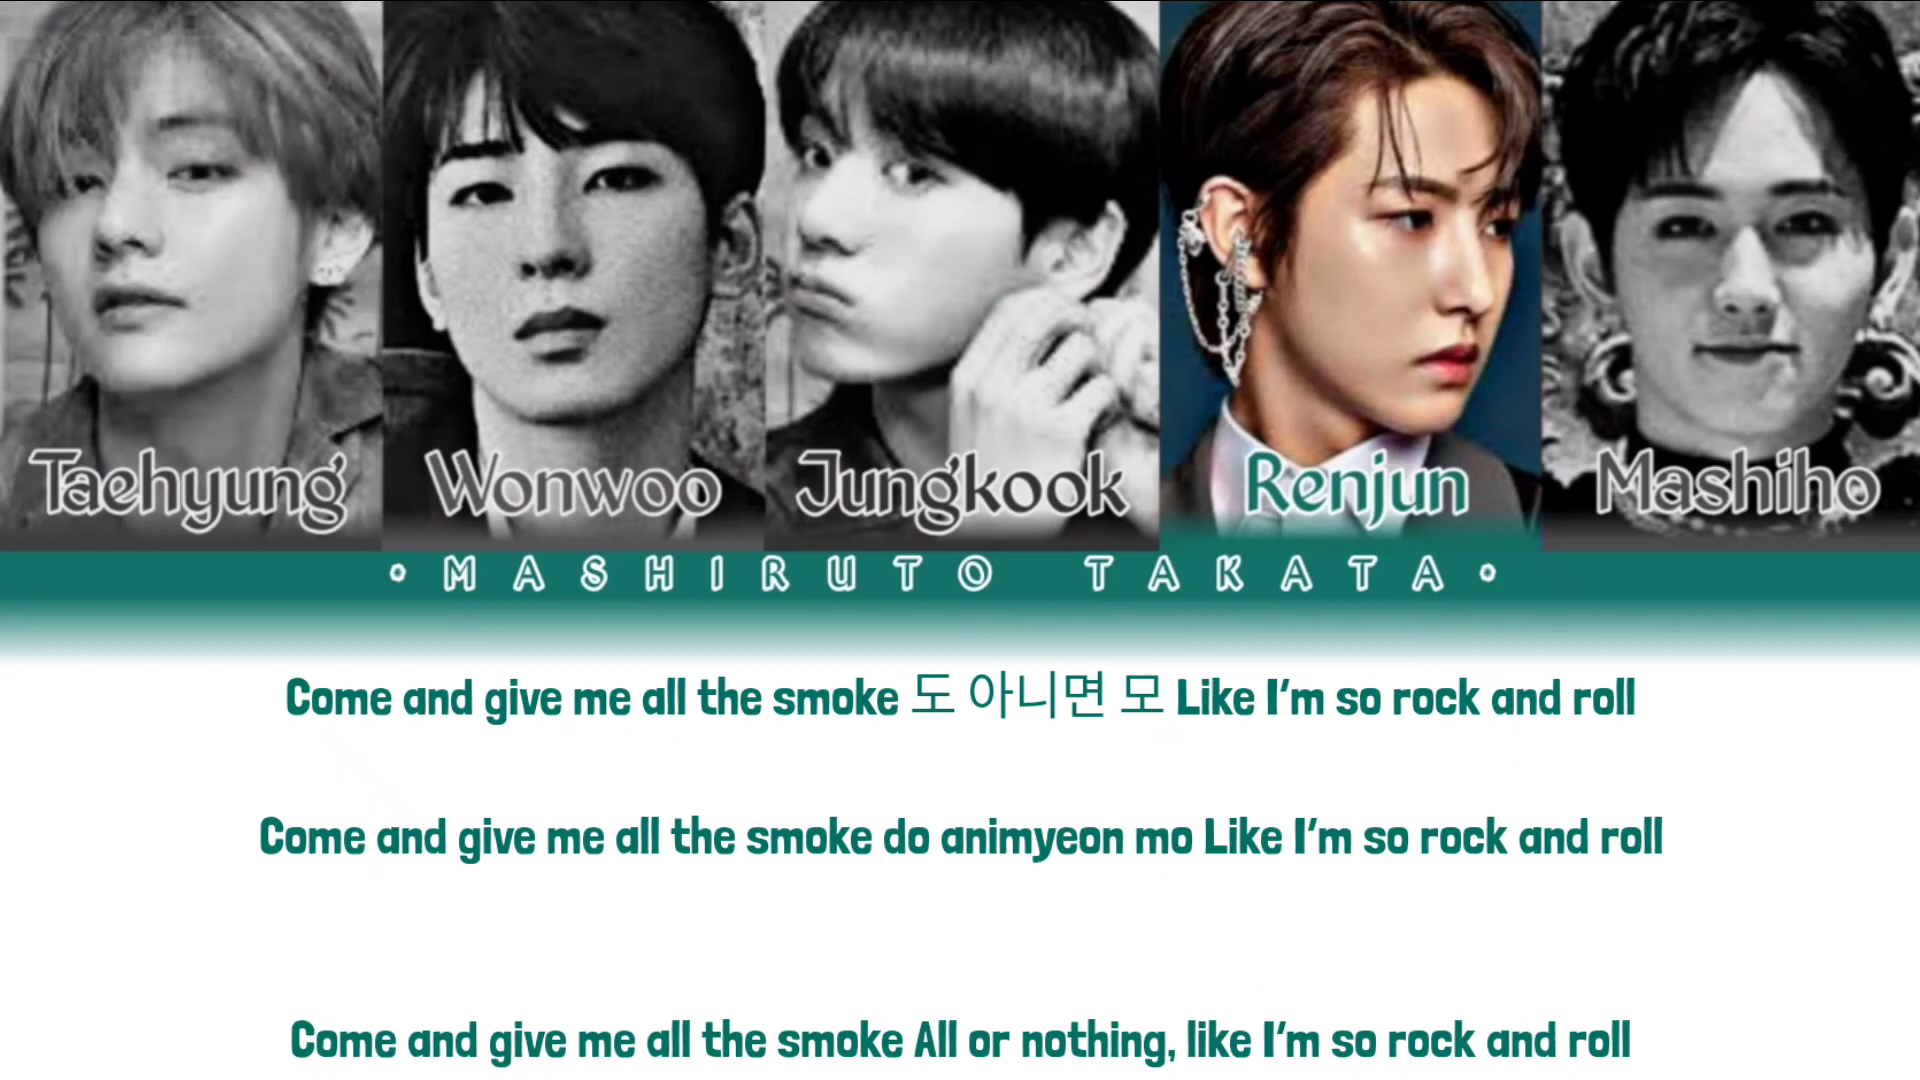 Taehyung Wonwoo Jungkook Renjun Mashiho
• MASHIRUTO TAKATA •
Come and give me all the smoke 도 아니면 모 Like I'm so rock and roll
Come and give me all the smoke do animyeon mo Like I'm so rock and roll
Come and give me all the smoke All or nothing, like I'm so rock and roll